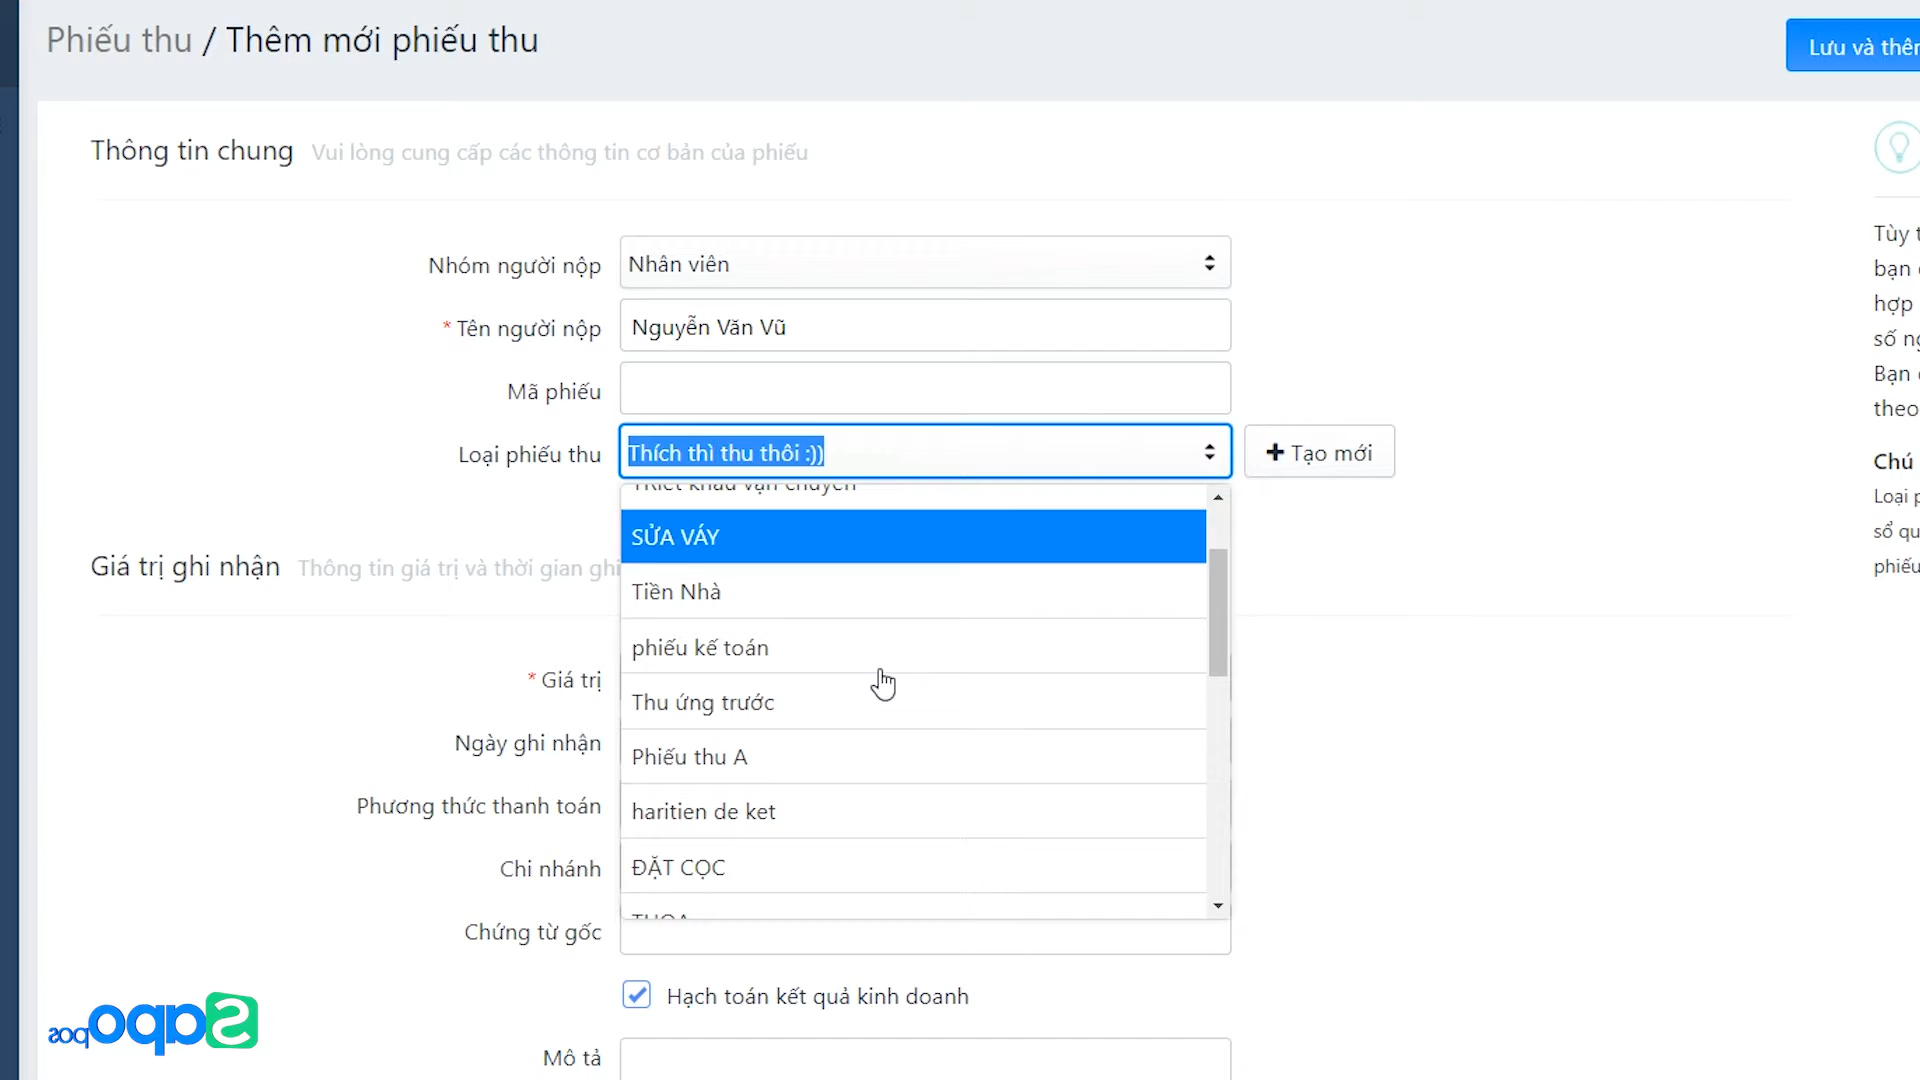 Phiếu thu / Thêm mới phiếu thu
Lưu và thêm
Thông tin chung Vui lòng cung cấp các thông tin cơ bản của phiếu
Nhóm người nộp Nhân viên
* Tên người nộp Nguyễn Văn Vũ
Mã phiếu
Loại phiếu thu Thích thì thu thôi :)) + Tạo mới
SỬA VÁY
Tiền Nhà
phiếu kế toán
Thu ứng trước
Phiếu thu A
haritien de ket
ĐẶT CỌC
Giá trị ghi nhận Thông tin giá trị và thời gian ghi
* Giá trị
Ngày ghi nhận
Phương thức thanh toán
Chi nhánh
Chứng từ gốc
Hạch toán kết quả kinh doanh
Mô tả
Tùy
bạn
hợp
số
Bạn
theo
Chú
Loại
sổ
phiếu
Sapo pos